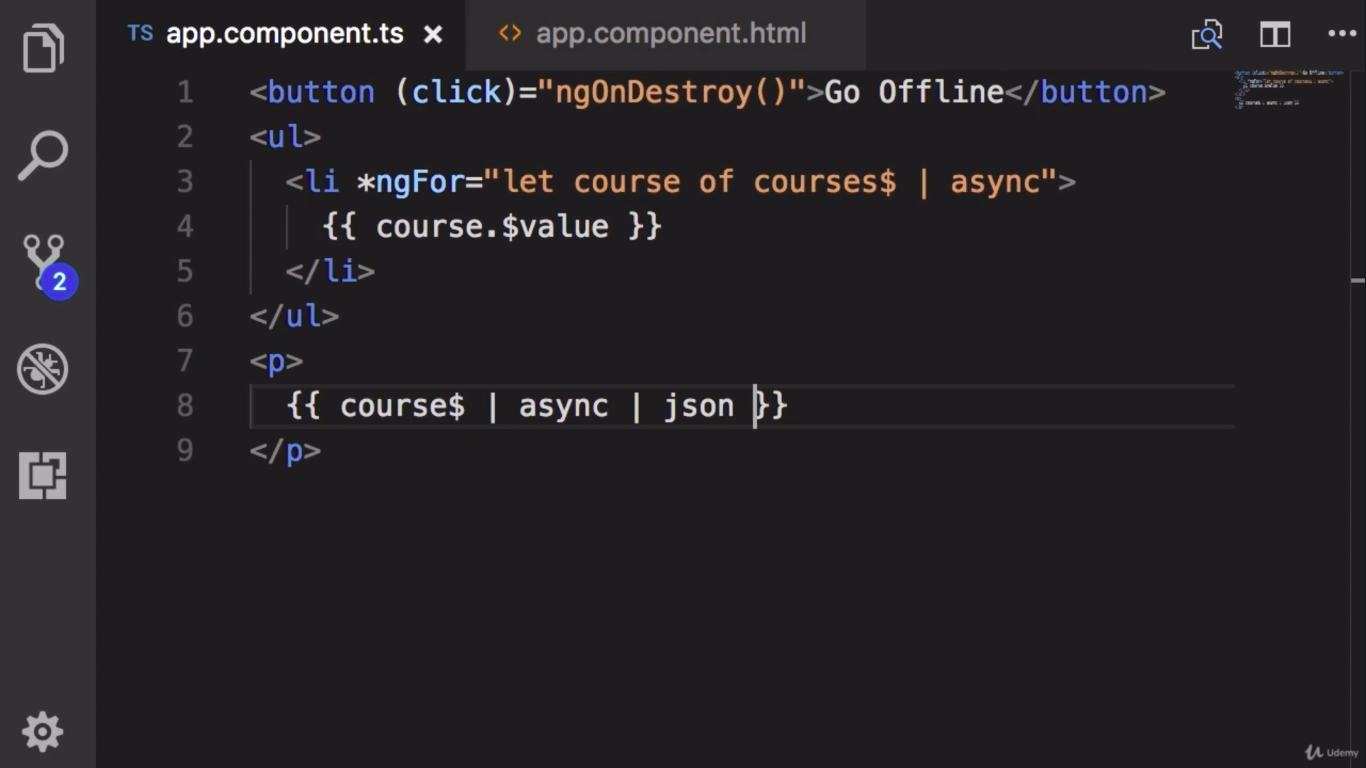 TS app.component.ts × <> app.component.html
1 <button (click)="ngOnDestroy()">Go Offline</button>
2 <ul>
3 <li *ngFor="let course of courses$ | async">
4 {{ course.$value }}
5 </li>
6 </ul>
7 <p>
8 {{ course$ | async | json }}
9 </p>
2
Udemy